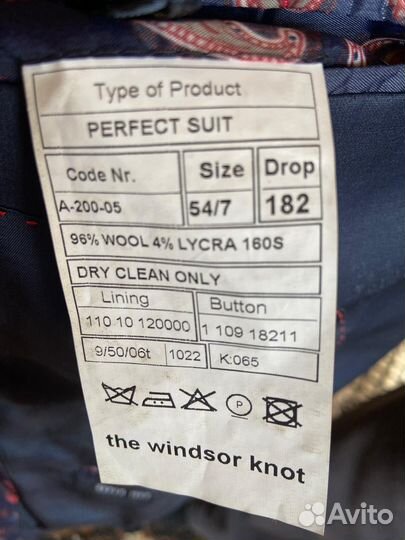 Type of Product
PERFECT SUIT
Code Nr. Size Drop
A-200-05 54/7 182
96% WOOL 4% LYCRA 160S
DRY CLEAN ONLY
Lining Button
110 10 120000 1 109 18211
9/50/06t 1022 K:065
P
the windsor knot
Avito